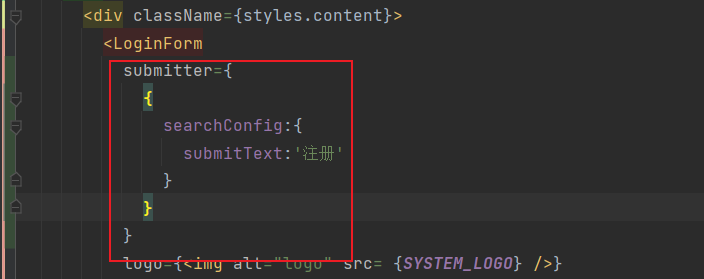 <div className={styles.content}>
<LoginForm
submitter={
{
searchConfig:{
submitText:'注册'
}
}
}
logo={<img alt="logo" src= {SYSTEM_LOGO} />}